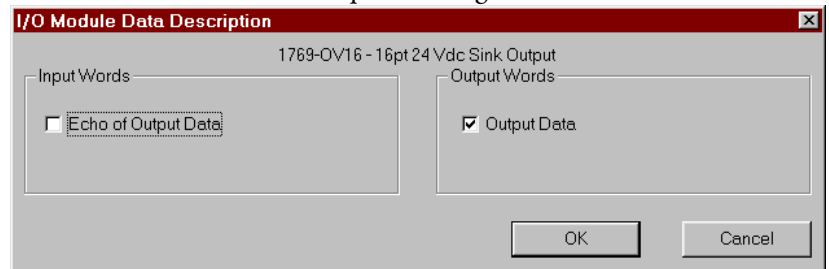 I/O Module Data Description
1769-OV16 - 16pt 24 Vdc Sink Output
Input Words
Output Words
Echo of Output Data
Output Data
OK
Cancel